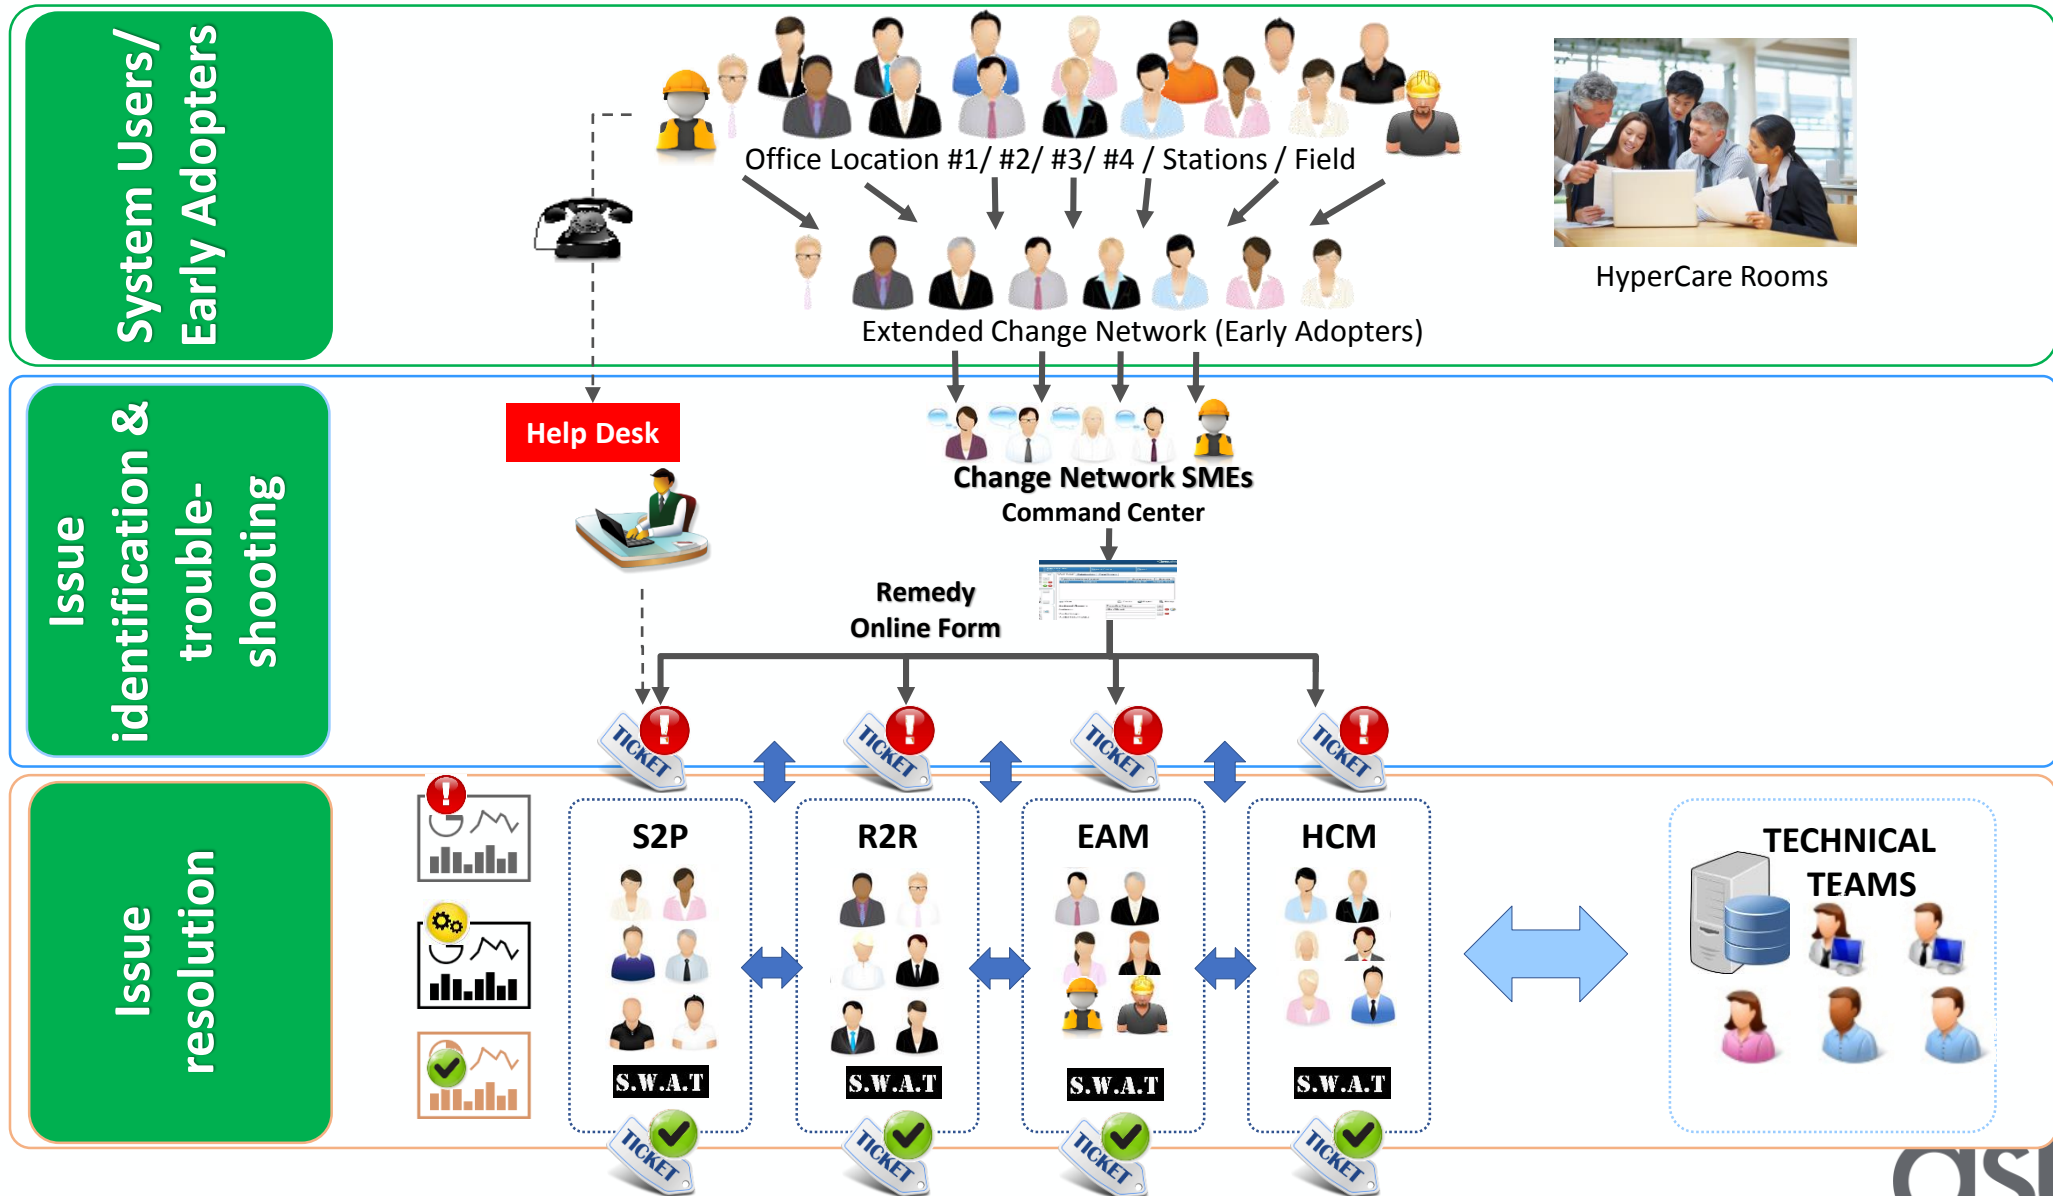 System Users/
Early Adopters
Office Location #1/ #2/ #3/ #4 / Stations / Field
HyperCare Rooms
Extended Change Network (Early Adopters)
Issue
identification &
trouble-
shooting
Help Desk
Change Network SMEs
Command Center
Remedy
Online Form
TICKET
TICKET
TICKET
TICKET
Issue
resolution
S2P
R2R
EAM
HCM
TECHNICAL
TEAMS
S.W.A.T
S.W.A.T
S.W.A.T
S.W.A.T
TICKET
TICKET
TICKET
TICKET